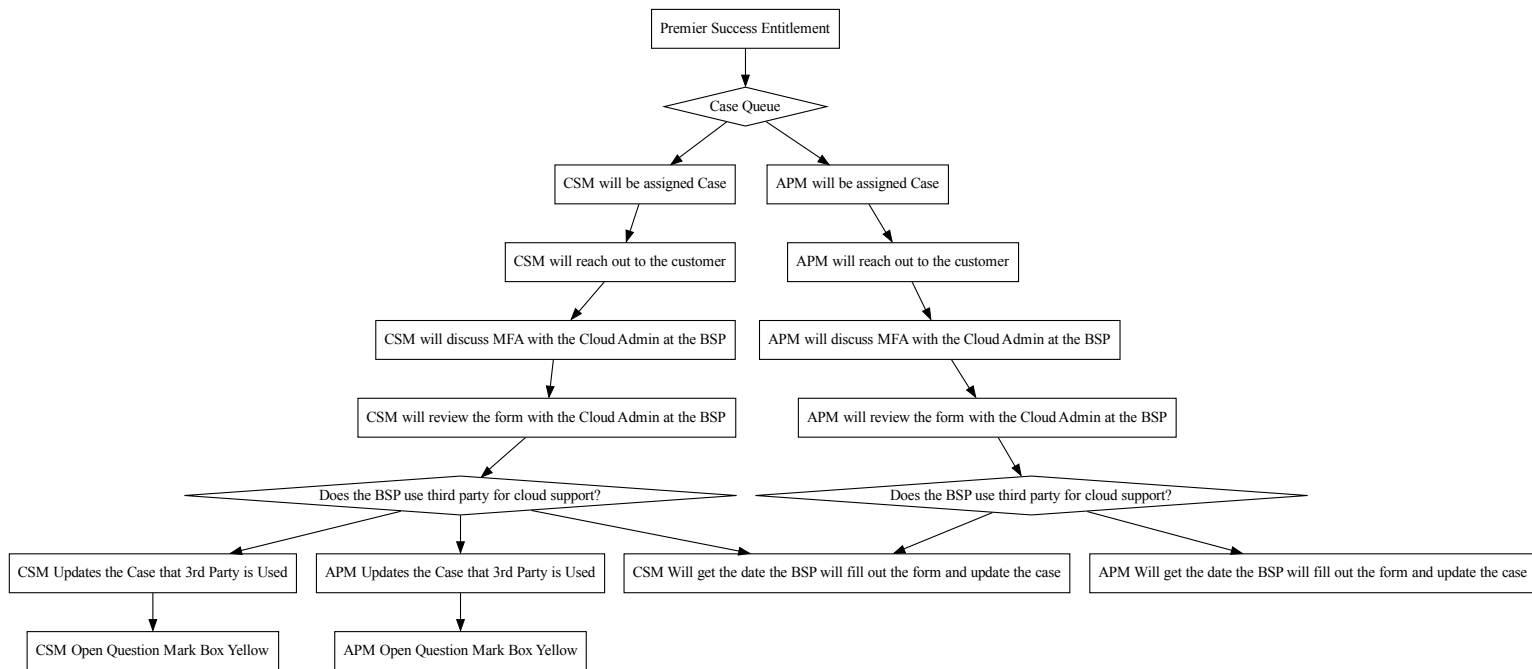 Premier Success Entitlement
Case Queue
CSM will be assigned Case
APM will be assigned Case
CSM will reach out to the customer
APM will reach out to the customer
CSM will discuss MFA with the Cloud Admin at the BSP
APM will discuss MFA with the Cloud Admin at the BSP
CSM will review the form with the Cloud Admin at the BSP
APM will review the form with the Cloud Admin at the BSP
Does the BSP use third party for cloud support?
Does the BSP use third party for cloud support?
CSM Updates the Case that 3rd Party is Used
APM Updates the Case that 3rd Party is Used
CSM Will get the date the BSP will fill out the form and update the case
APM Will get the date the BSP will fill out the form and update the case
CSM Open Question Mark Box Yellow
APM Open Question Mark Box Yellow